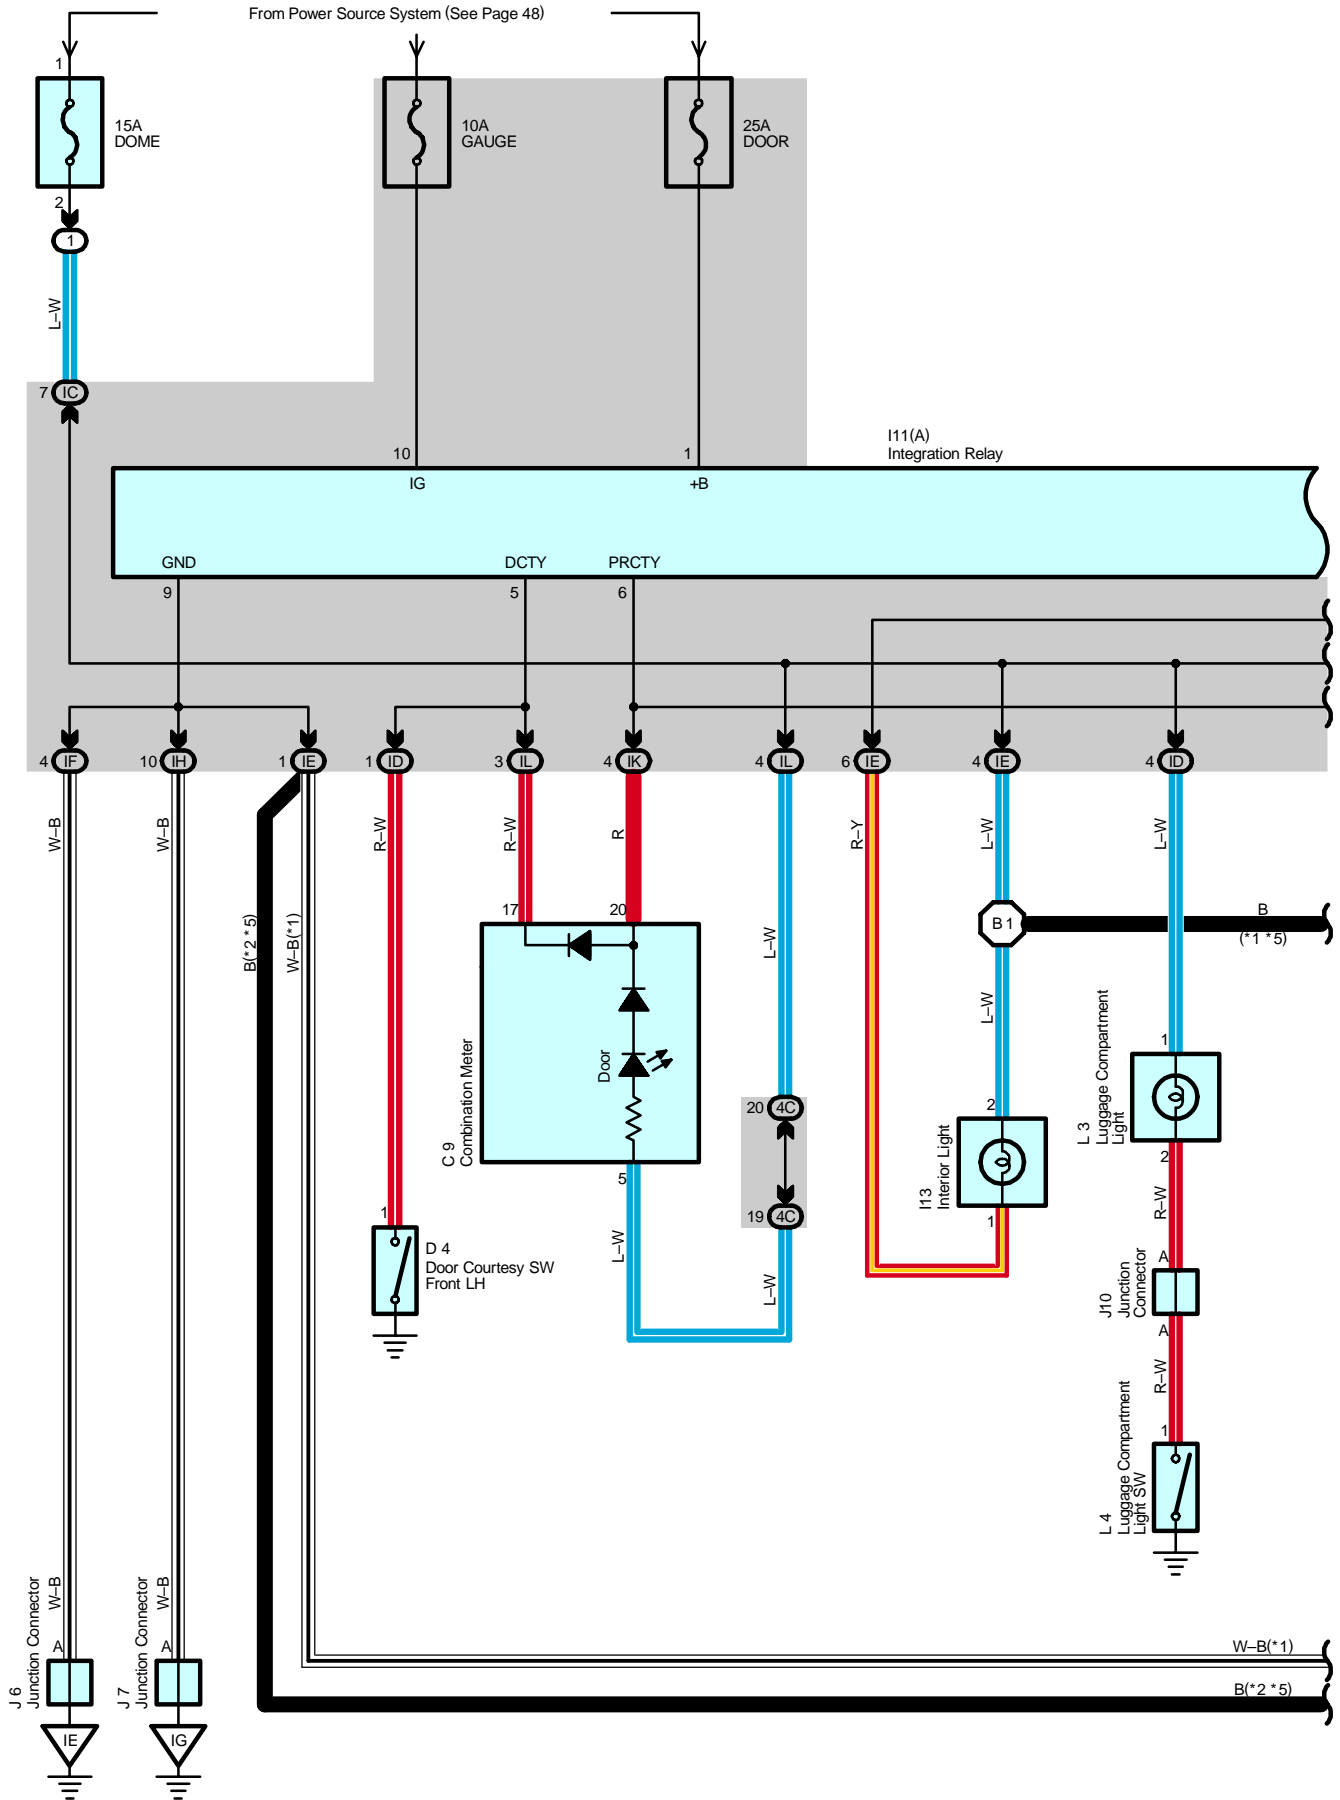 From Power Source System (See Page 48)
1
15A
DOME
10A
GAUGE
25A
DOOR
2
1
L–W
7 IC
I11(A)
Integration Relay
10
1
IG
+B
GND
DCTY
PRCTY
9
5
6
4 IF
10 IH
1 IE
1 ID
3 IL
4 IK
4 IL
6 IE
4 IE
4 ID
W–B
W–B
R–W
R–W
R
R–Y
L–W
L–W
B(*2 *5)
W–B(*1)
17
20
L–W
B 1
B
(*1 *5)
L–W
Door
C 9
Combination Meter
5
20 4C
19 4C
2
I13
Interior Light
1
1
L 3
Luggage Compartment
Light
2
R–W
1
D 4
Door Courtesy SW
Front LH
L–W
L–W
A
J10
Junction
Connector
A
R–W
1
L 4
Luggage Compartment
Light SW
W–B
W–B
A
A
J 6
Junction Connector
J 7
Junction Connector
W–B(*1)
B(*2 *5)
IE
IG